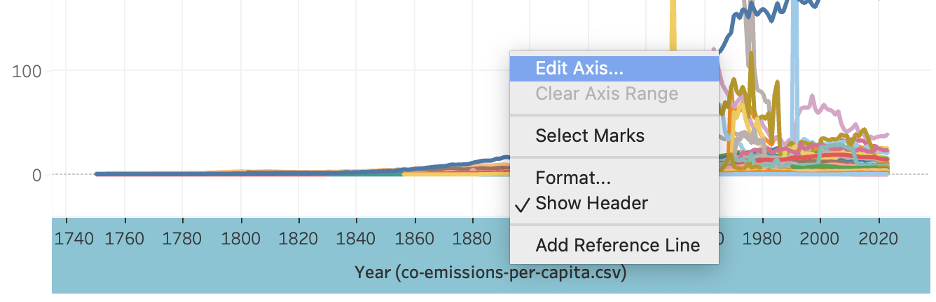 100
Edit Axis...
Clear Axis Range
Select Marks
Format...
0
✓ Show Header
1740 1760 1780 1800 1820 1840 1860 1880 0 1980 2000 2020
Add Reference Line
Year (co-emissions-per-capita.csv)